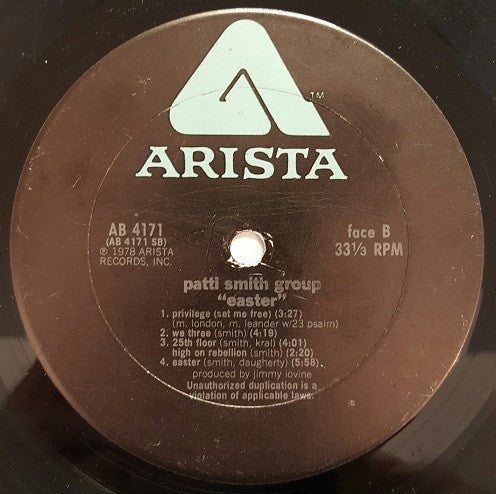 TM
ARISTA
AB 4171
(AB 4171 SB)
℗ 1978 ARISTA
RECORDS, INC.
face B
33⅓ RPM
patti smith group
"easter"
1. privilege (set me free) (3:27)
(m. london, m. leander w/23 psalm)
2. we three (smith) (4:19)
3. 25th floor (smith, kral) (4:01)
high on rebellion (smith) (2:20)
4. easter (smith, daugherty) (5:58)
produced by jimmy iovine
Unauthorized duplication is a
violation of applicable laws.